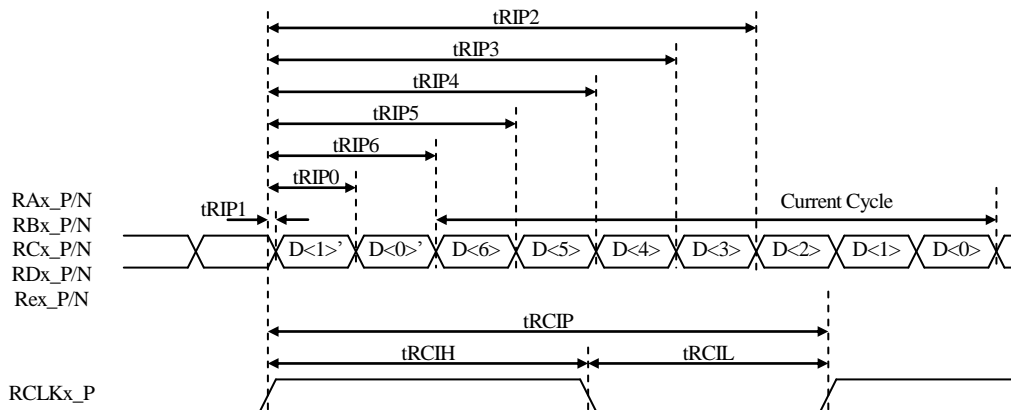 tRIP2
tRIP3
tRIP4
tRIP5
tRIP6
tRIP0
tRIP1
Current Cycle
RAx_P/N
RBx_P/N
RCx_P/N
RDx_P/N
Rex_P/N
D<1>’ D<0>’ D<6> D<5> D<4> D<3> D<2> D<1> D<0>
tRCIP
tRCIH tRCIL
RCLKx_P